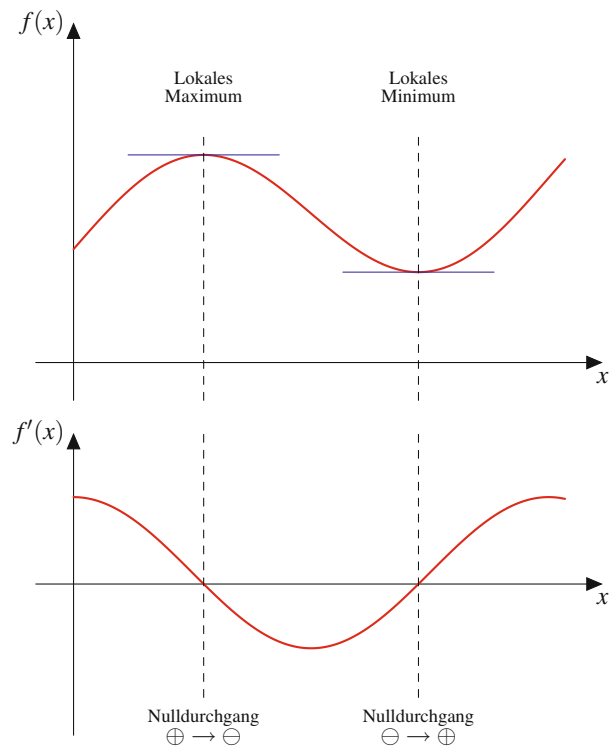 f(x)
Lokales
Maximum
Lokales
Minimum
x
f′(x)
x
Nulldurchgang
⊕ → ⊖
Nulldurchgang
⊖ → ⊕